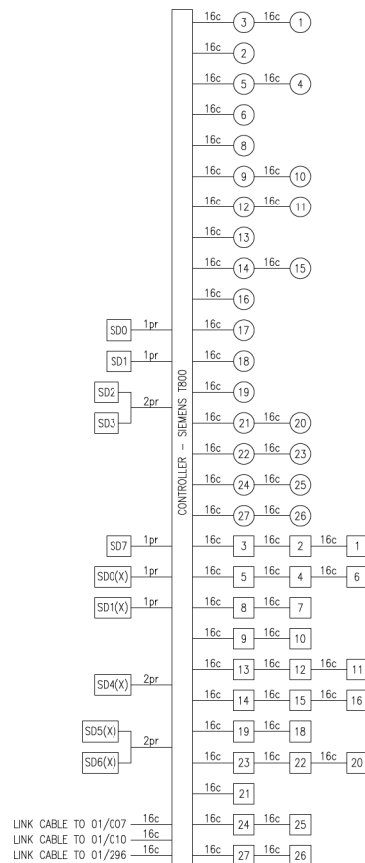 16c 3 16c 1
16c 2
16c 5 16c 4
16c 6
16c 8
16c 9 16c 10
16c 12 16c 11
16c 13
16c 14 16c 15
16c 16
SD0 1pr 16c 17
SD1 1pr 16c 18
SD2 16c 19
2pr
SD3 16c 21 16c 20
CONTROLLER - SIEMENS T800
16c 22 16c 23
16c 24 16c 25
16c 27 16c 26
SD7 1pr 16c 3 16c 2 16c 1
SD0(X) 1pr 16c 5 16c 4 16c 6
SD1(X) 1pr 16c 8 16c 7
16c 9 16c 10
16c 13 16c 12 16c 11
SD4(X) 2pr
16c 14 16c 15 16c 16
SD5(X) 16c 19 16c 18
2pr
SD6(X) 16c 23 16c 22 16c 20
16c 21
LINK CABLE TO 01/007 16c 16c 24 16c 25
LINK CABLE TO 01/010 16c
LINK CABLE TO 01/296 16c 16c 27 16c 26